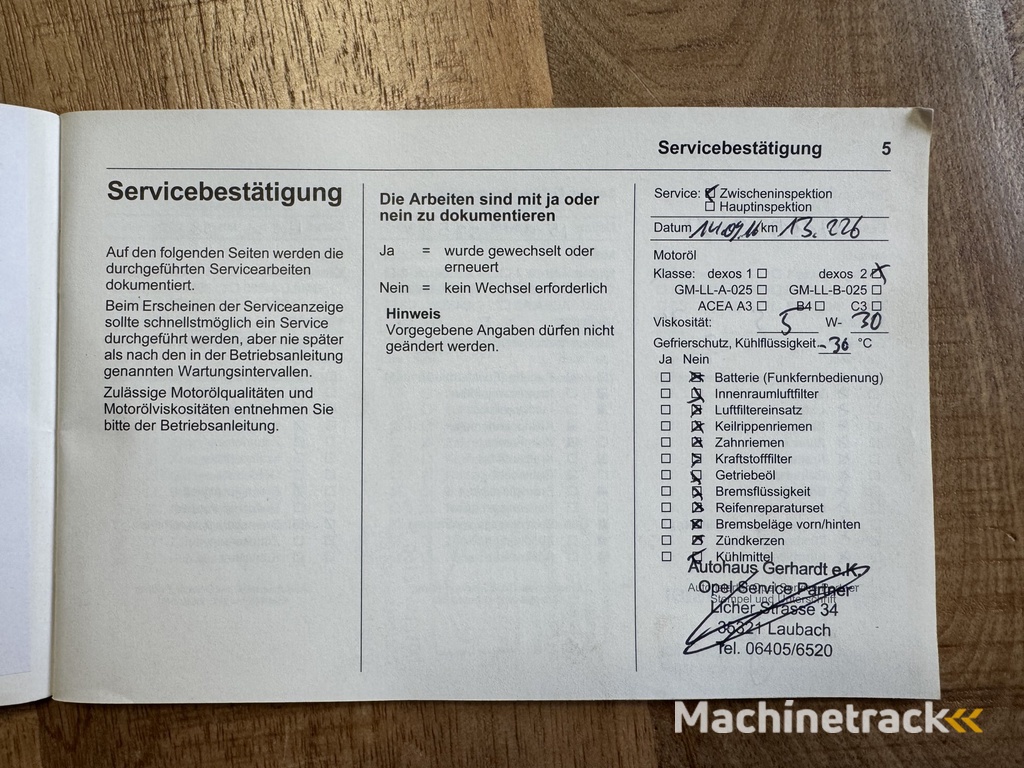 Servicebestätigung 5
Servicebestätigung
Auf den folgenden Seiten werden die
durchgeführten Servicearbeiten
dokumentiert.
Beim Erscheinen der Serviceanzeige
sollte schnellstmöglich ein Service
durchgeführt werden, aber nie später
als nach den in der Betriebsanleitung
genannten Wartungsintervallen.
Zulässige Motorölqualitäten und
Motorölviskositäten entnehmen Sie
bitte der Betriebsanleitung.
Die Arbeiten sind mit ja oder
nein zu dokumentieren
Ja = wurde gewechselt oder
erneuert
Nein = kein Wechsel erforderlich
Hinweis
Vorgegebene Angaben dürfen nicht
geändert werden.
Service: Zwischeninspektion
Hauptinspektion
Datum 14.09.16 km 13.226
Motoröl
Klasse: dexos 1 dexos 2
GM-LL-A-025 GM-LL-B-025
ACEA A3 B4 C3
Viskosität: 5 W- 30
Gefrierschutz, Kühlflüssigkeit -36 °C
Ja Nein
Batterie (Funkfernbedienung)
Innenraumluftfilter
Luftfiltereinsatz
Keilrippenriemen
Zahnriemen
Kraftstofffilter
Getriebeöl
Bremsflüssigkeit
Reifenreparaturset
Bremsbeläge vorn/hinten
Zündkerzen
Kühlmittel
Autohaus Gerhardt e.K.
Opel Service Partner
Stempel und Unterschrift
Licher Strasse 34
35321 Laubach
Tel. 06405/6520
Machinetrack